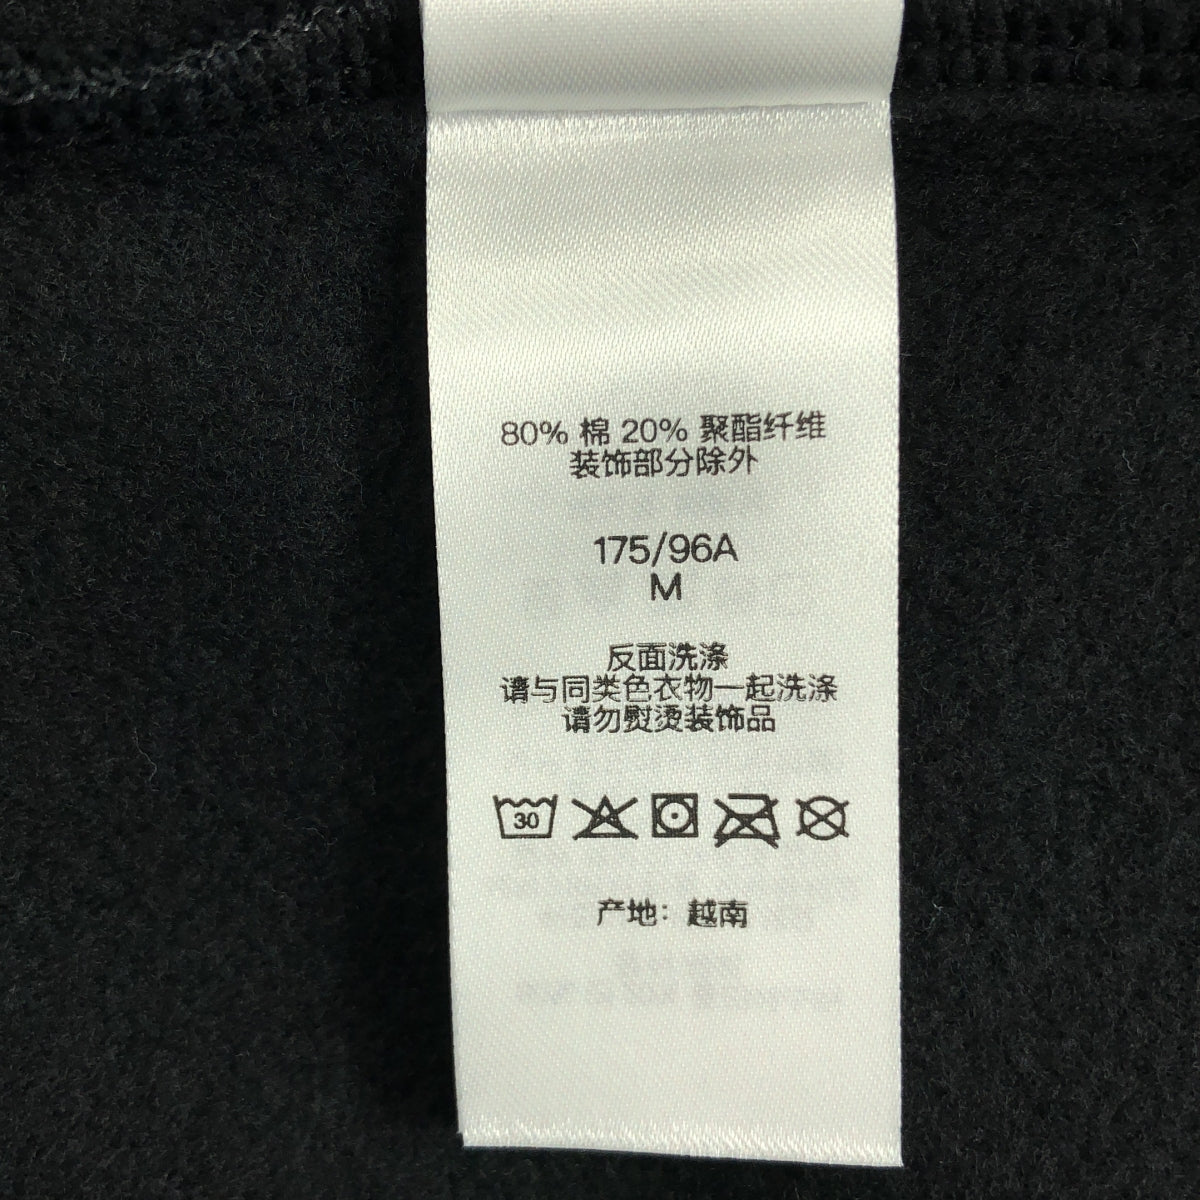 80% 棉 20% 聚酯纤维
装饰部分除外
175/96A
M
反面洗涤
请与同类色衣物一起洗涤
请勿熨烫装饰品
30
产地：越南